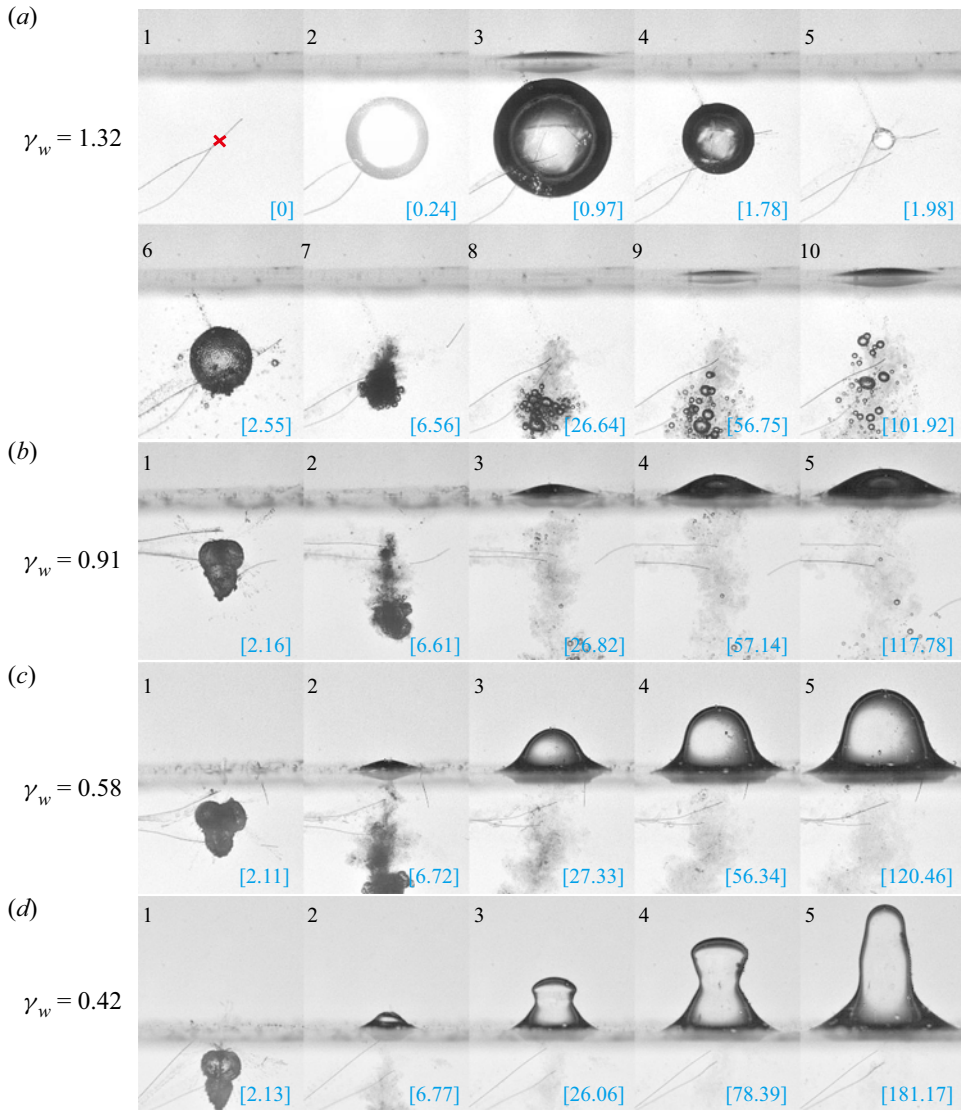 (a)
1 2 3 4 5
γw = 1.32
[0] [0.24] [0.97] [1.78] [1.98]
6 7 8 9 10
[2.55] [6.56] [26.64] [56.75] [101.92]
(b)
1 2 3 4 5
γw = 0.91
[2.16] [6.61] [26.82] [57.14] [117.78]
(c)
1 2 3 4 5
γw = 0.58
[2.11] [6.72] [27.33] [56.34] [120.46]
(d)
1 2 3 4 5
γw = 0.42
[2.13] [6.77] [26.06] [78.39] [181.17]